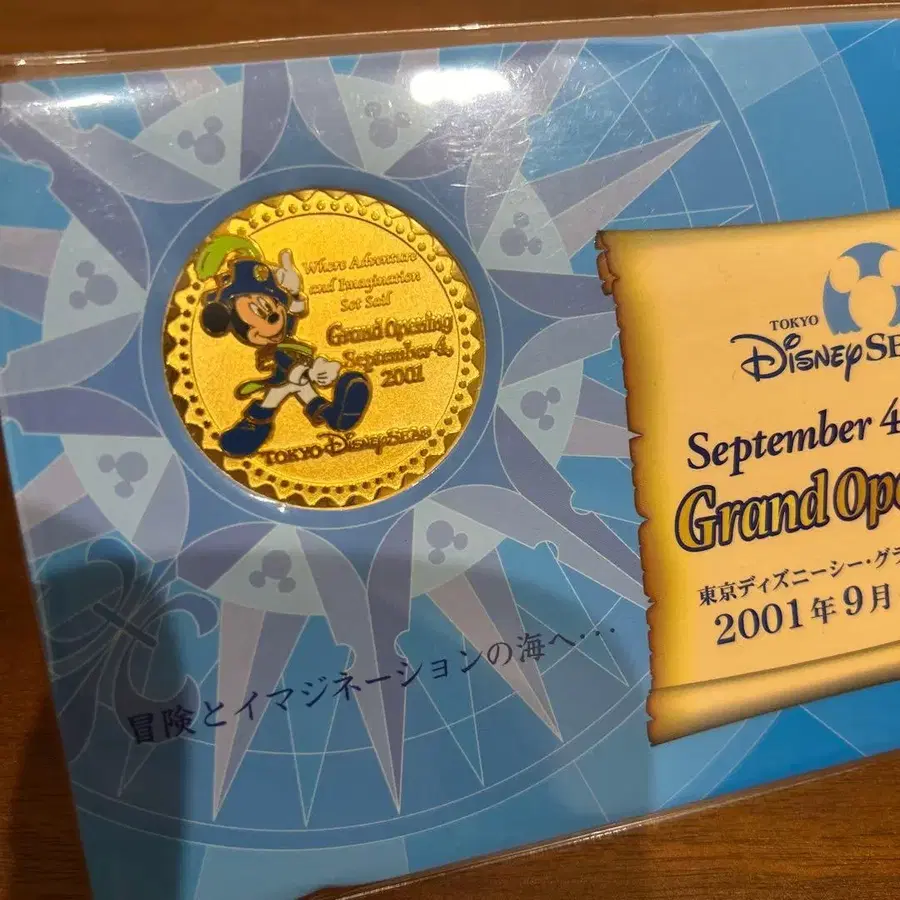 Where Adventure
and Imagination
Set Sail
Grand Opening
September 4,
2001
TOKYO DISNEYSEA
冒険とイマジネーションの海へ・・・
TOKYO
DISNEYSE
September 4
Grand Ope
東京ディズニーシー・グラ
2001年9月